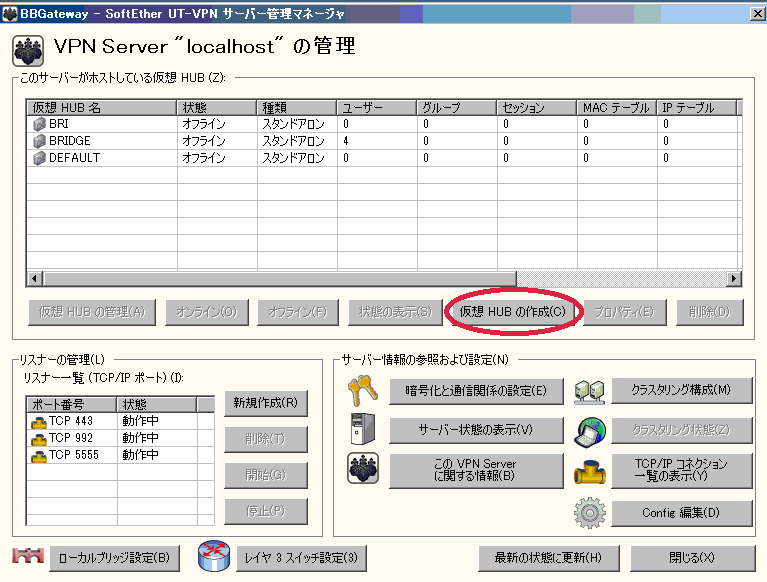 BBGateway - SoftEther UT-VPN サーバー管理マネージャ
VPN Server "localhost" の管理
このサーバーがホストしている仮想 HUB (Z):
仮想 HUB 名 状態 種類 ユーザー グループ セッション MAC テーブル IP テーブル
BRI オフライン スタンドアロン 0 0 0 0 0
BRIDGE オフライン スタンドアロン 4 0 0 0 0
DEFAULT オフライン スタンドアロン 0 0 0 0 0
仮想 HUB の管理(A) オンライン(O) オフライン(F) 状態の表示(S) 仮想 HUB の作成(C) プロパティ(E) 削除(D)
リスナーの管理(L)
リスナー一覧 (TCP/IP ポート) (I):
ポート番号 状態
TCP 443 動作中
TCP 992 動作中
TCP 5555 動作中
新規作成(R)
削除(T)
開始(G)
停止(P)
サーバー情報の参照および設定(N)
暗号化と通信関係の設定(E) クラスタリング構成(M)
サーバー状態の表示(V) クラスタリング状態(Z)
この VPN Server
に関する情報(B)
TCP/IP コネクション
一覧の表示(Y)
Config 編集(D)
ローカルブリッジ設定(B) レイヤ 3 スイッチ設定(3) 最新の状態に更新(H) 閉じる(X)